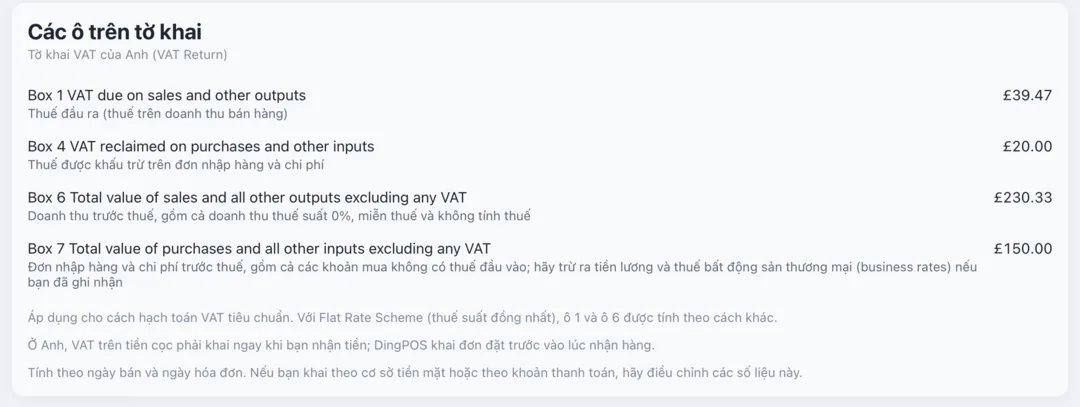 Các ô trên tờ khai
Tờ khai VAT của Anh (VAT Return)
Box 1 VAT due on sales and other outputs £39.47
Thuế đầu ra (thuế trên doanh thu bán hàng)
Box 4 VAT reclaimed on purchases and other inputs £20.00
Thuế được khấu trừ trên đơn nhập hàng và chi phí
Box 6 Total value of sales and all other outputs excluding any VAT £230.33
Doanh thu trước thuế, gồm cả doanh thu thuế suất 0%, miễn thuế và không tính thuế
Box 7 Total value of purchases and all other inputs excluding any VAT £150.00
Đơn nhập hàng và chi phí trước thuế, gồm cả các khoản mua không có thuế đầu vào; hãy trừ ra tiền lương và thuế bất động sản thương mại (business rates) nếu
bạn đã ghi nhận
Áp dụng cho cách hạch toán VAT tiêu chuẩn. Với Flat Rate Scheme (thuế suất đồng nhất), ô 1 và ô 6 được tính theo cách khác.
Ở Anh, VAT trên tiền cọc phải khai ngay khi bạn nhận tiền; DingPOS khai đơn đặt trước vào lúc nhận hàng.
Tính theo ngày bán và ngày hóa đơn. Nếu bạn khai theo cơ sở tiền mặt hoặc theo khoản thanh toán, hãy điều chỉnh các số liệu này.